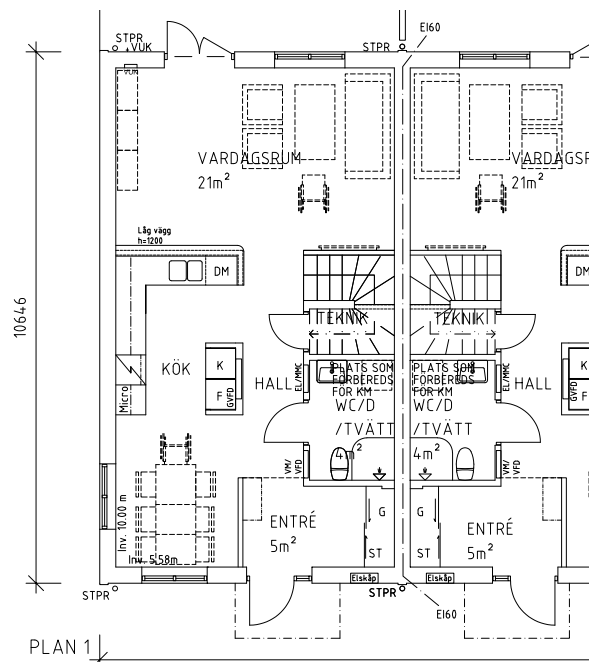 EI60
STPR
STPR
STPR
VUK
VARDAGSRUM
21m²
VARDAGSR
21m²
Låg vägg
h=1200
DM
DM
10646
TEKNIK
TEKNIK
KÖK
K
F
GVFD
Micro
HALL
EL/MMC
PLATS SOM
FÖRBEREDS
FÖR KM
PLATS SOM
FÖRBEREDS
FÖR KM
EL/MMC
HALL
K
F
GVFD
WC/D
/TVÄTT
4m²
WC/D
/TVÄTT
4m²
VM/
VFD
VM/
VFD
Inv. 10.00 m
Inv. 5.58m
ENTRÉ
5m²
G
ST
G
ST
ENTRÉ
5m²
Elskåp
Elskåp
STPR
STPR
EI60
PLAN 1